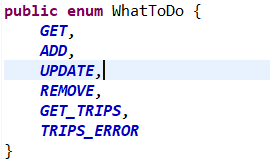 public enum WhatToDo {
    GET,
    ADD,
    UPDATE,
    REMOVE,
    GET_TRIPS,
    TRIPS_ERROR
}